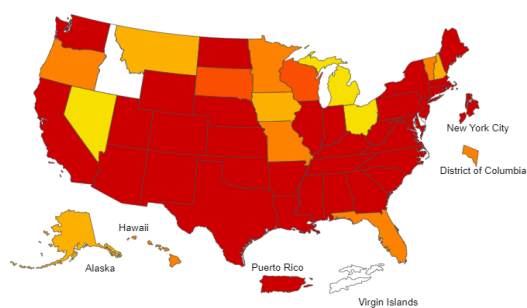 New York City
District of Columbia
Hawaii
Alaska
Puerto Rico
Virgin Islands